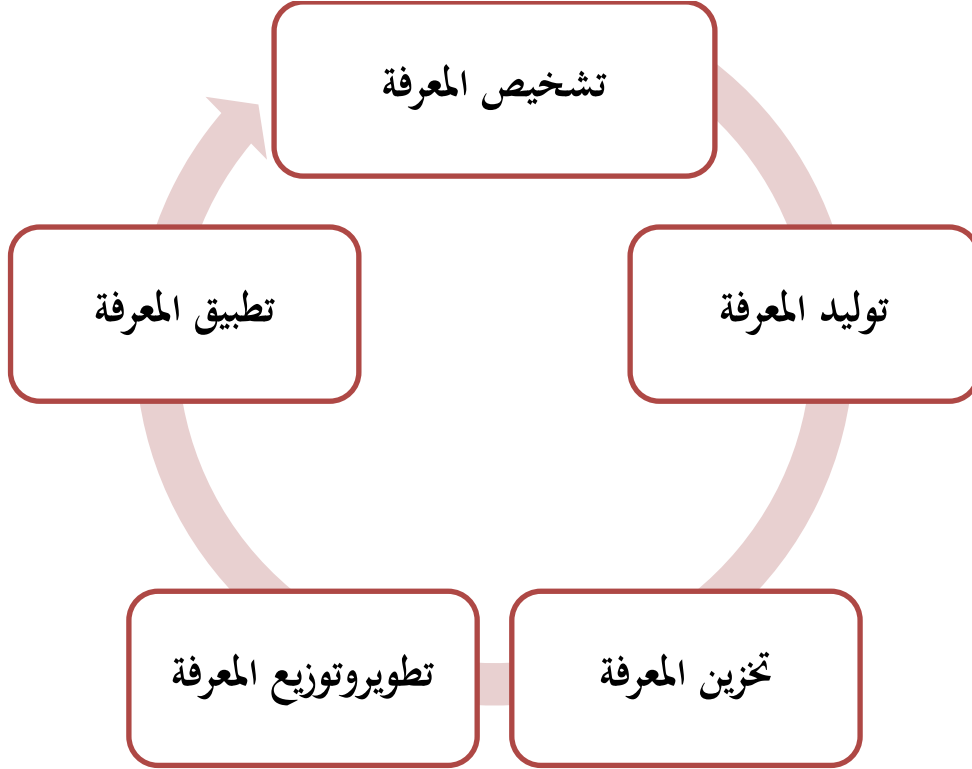 تشخيص المعرفة
توليد المعرفة
تخزين المعرفة
تطويروتوزيع المعرفة
تطبيق المعرفة